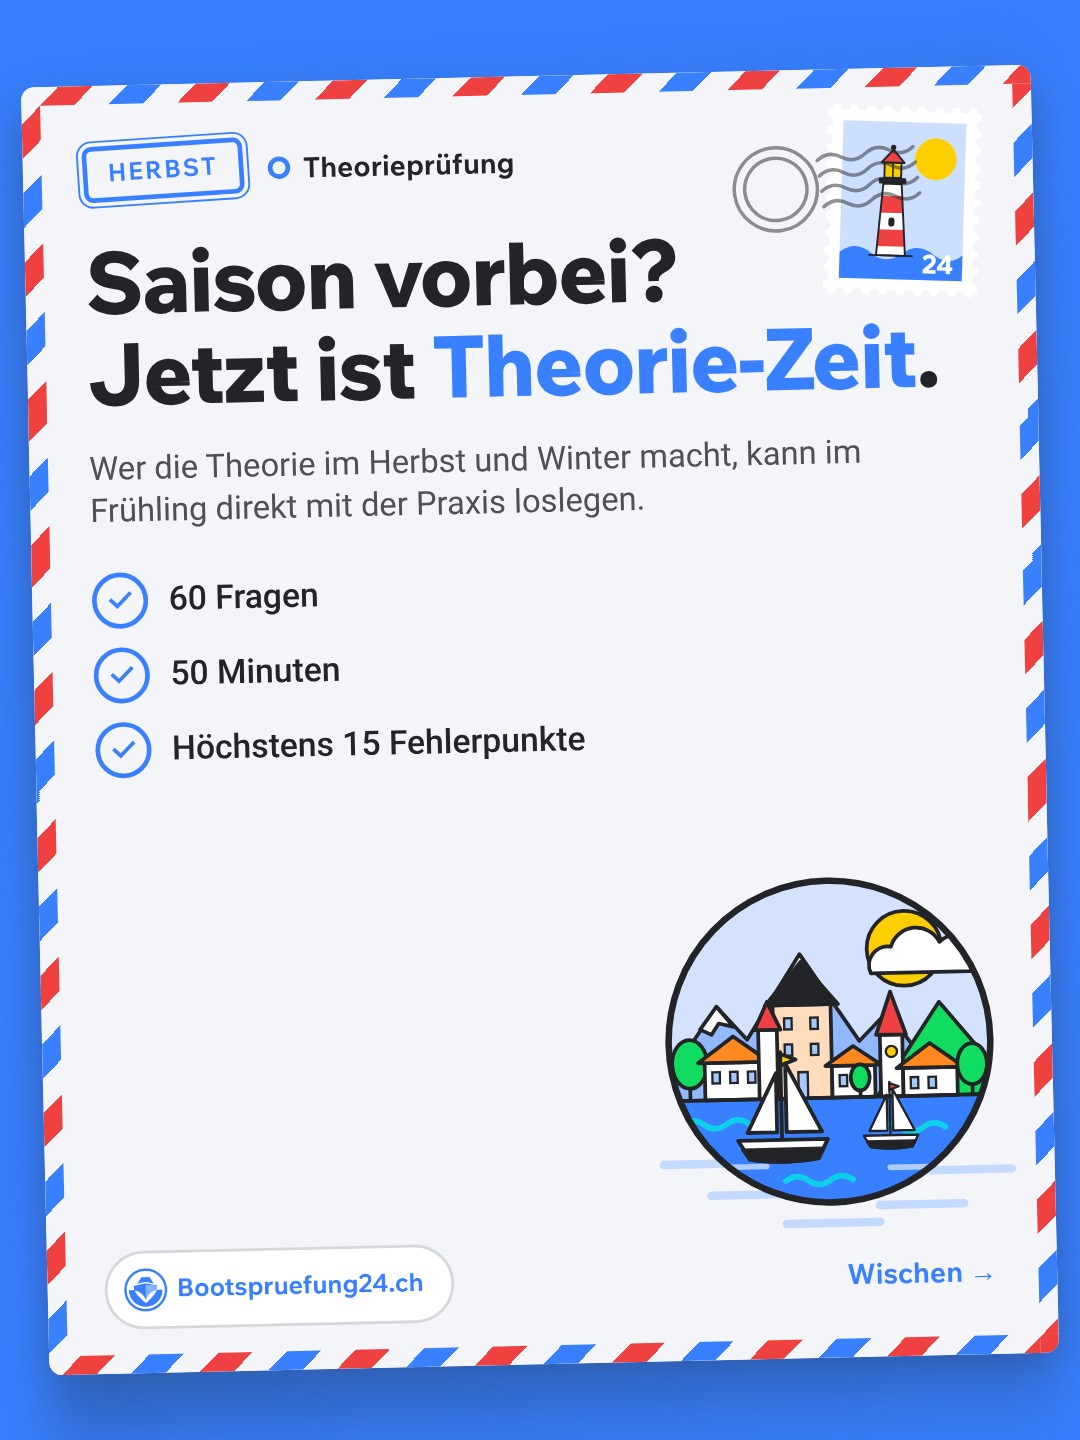 HERBST
Theorieprüfung
24
Saison vorbei?
Jetzt ist Theorie-Zeit.
Wer die Theorie im Herbst und Winter macht, kann im
Frühling direkt mit der Praxis loslegen.
60 Fragen
50 Minuten
Höchstens 15 Fehlerpunkte
Bootspruefung24.ch
Wischen →